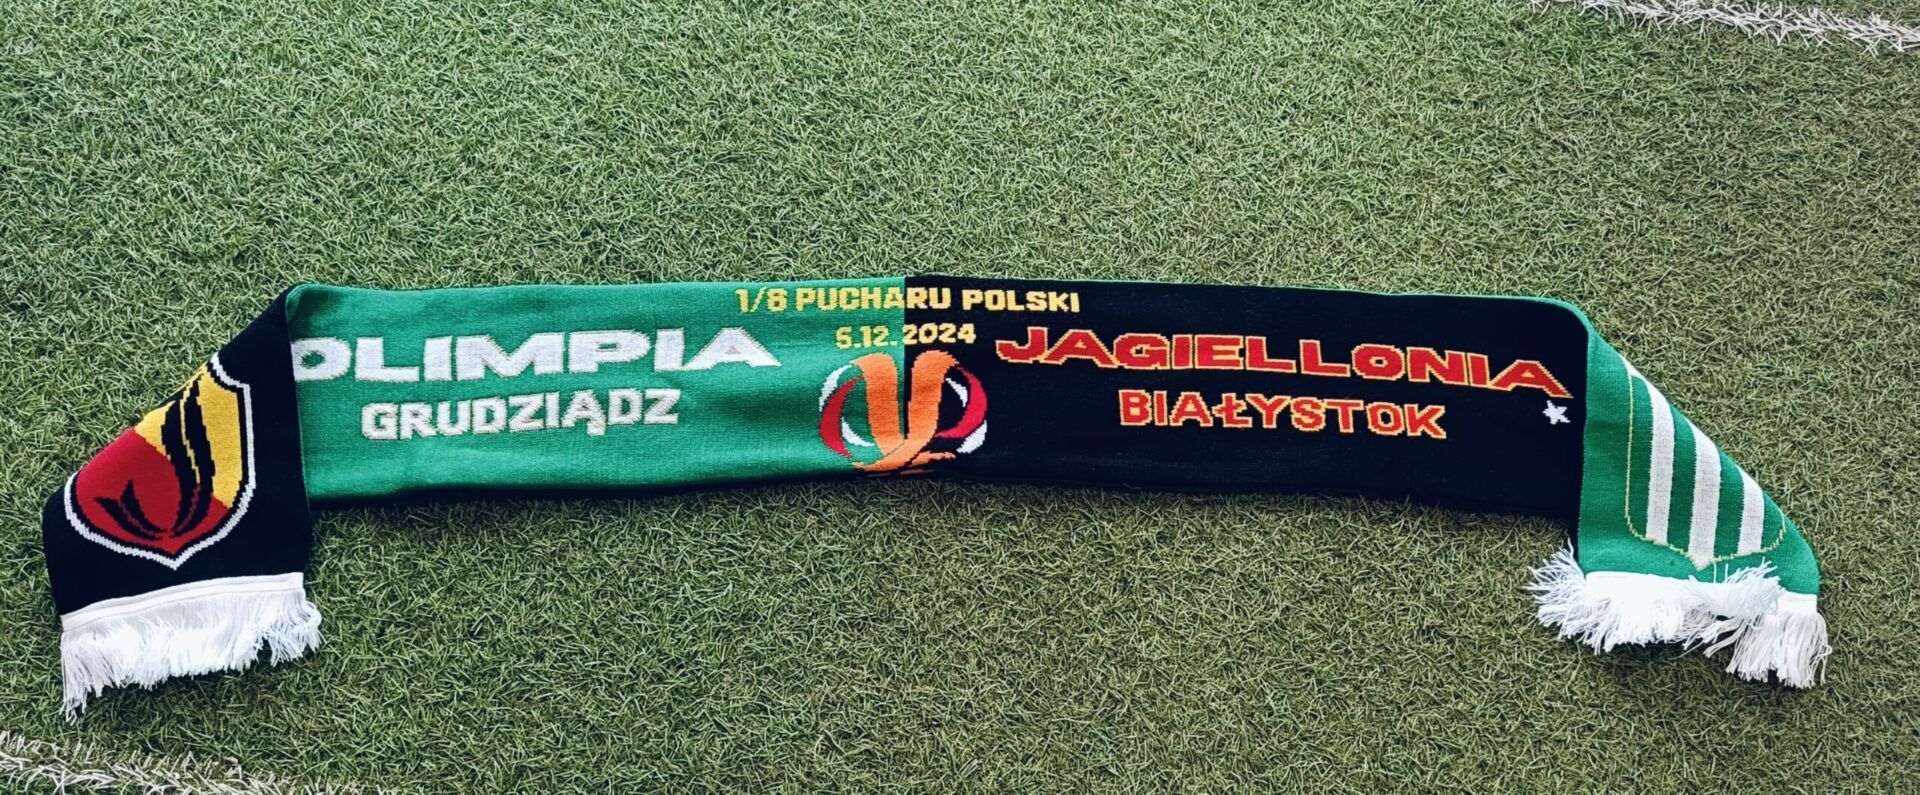 1/8 PUCHARU POLSKI
5.12.2024
OLIMPIA
GRUDZIĄDZ
JAGIELLONIA
BIAŁYSTOK